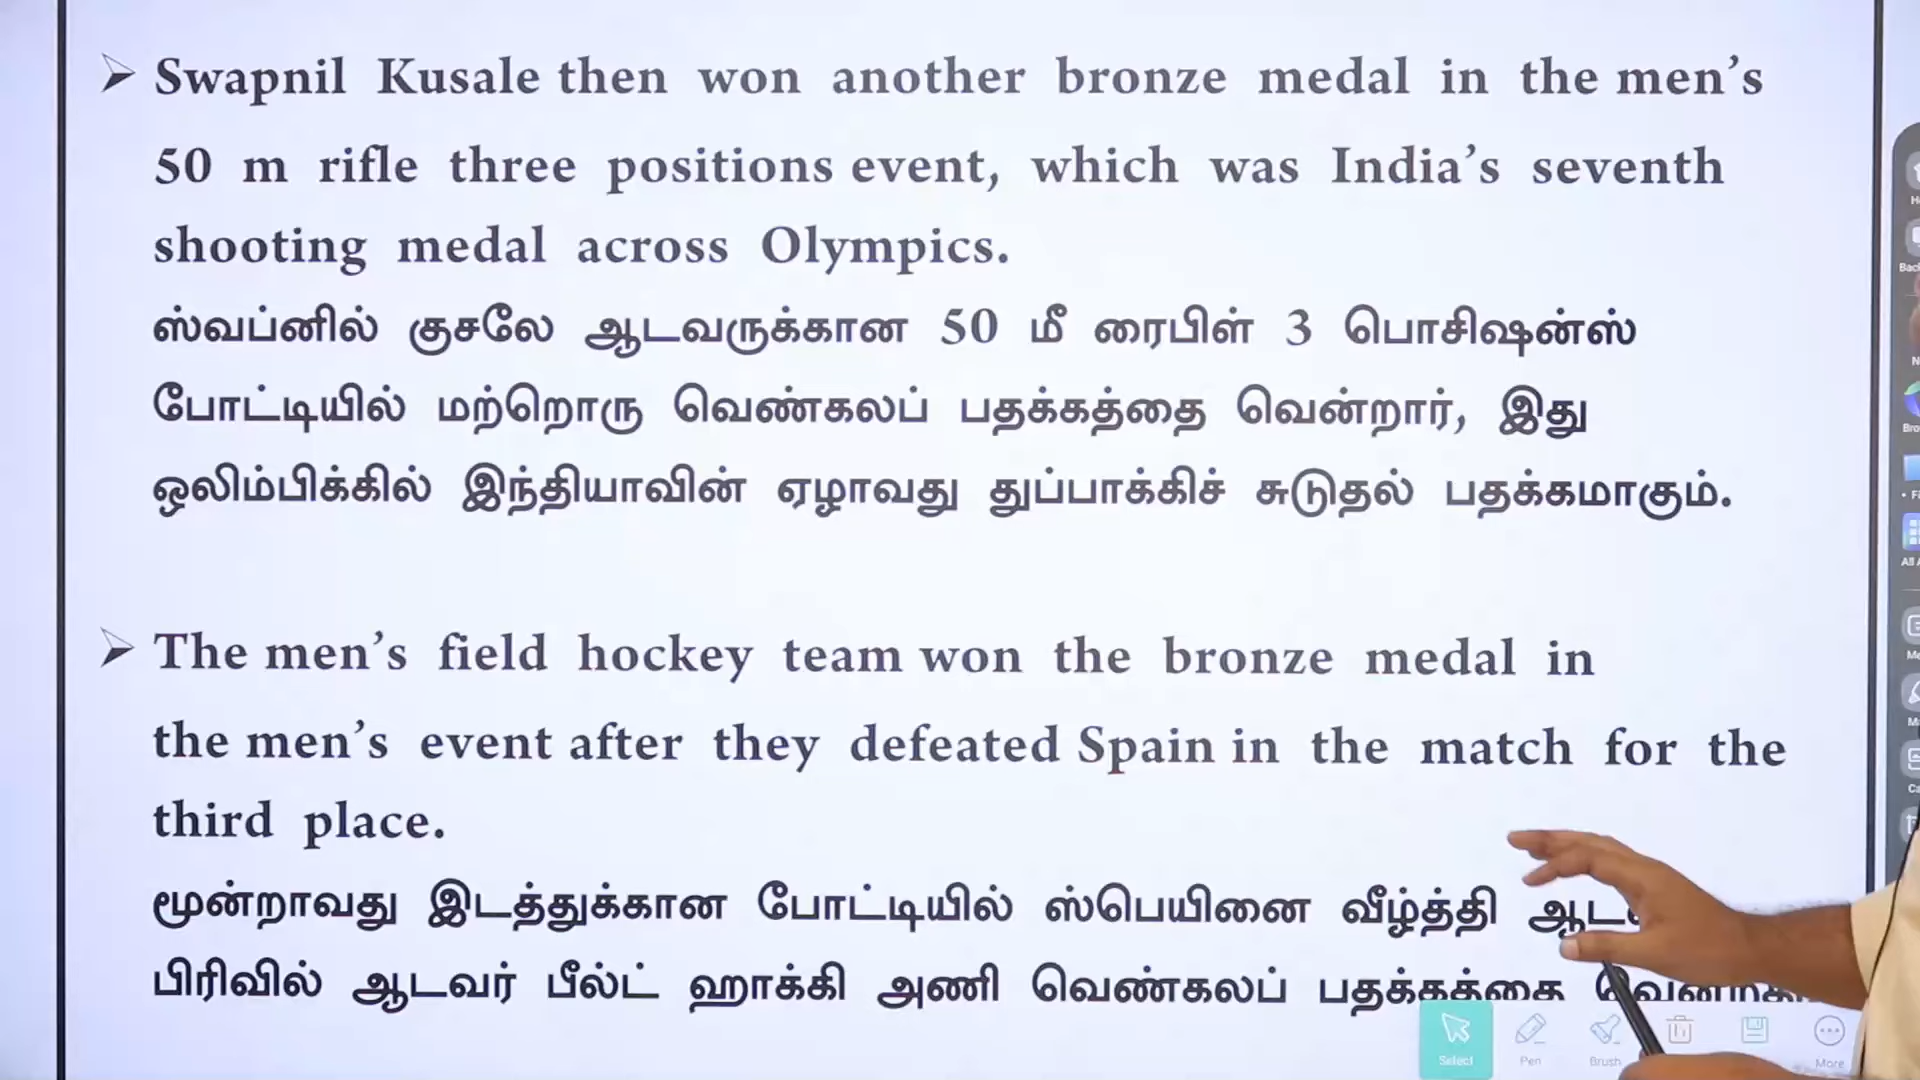 ➢ Swapnil Kusale then won another bronze medal in the men’s
50 m rifle three positions event, which was India’s seventh
shooting medal across Olympics.
ஸ்வப்னில் குசலே ஆடவருக்கான 50 மீ ரைபிள் 3 பொசிஷன்ஸ்
போட்டியில் மற்றொரு வெண்கலப் பதக்கத்தை வென்றார், இது
ஒலிம்பிக்கில் இந்தியாவின் ஏழாவது துப்பாக்கிச் சுடுதல் பதக்கமாகும்.
➢ The men’s field hockey team won the bronze medal in
the men’s event after they defeated Spain in the match for the
third place.
மூன்றாவது இடத்துக்கான போட்டியில் ஸ்பெயினை வீழ்த்தி
பிரிவில் ஆடவர் பீல்ட் ஹாக்கி அணி வெண்கலப் பதக்கத்தை
Select Pen Brush More